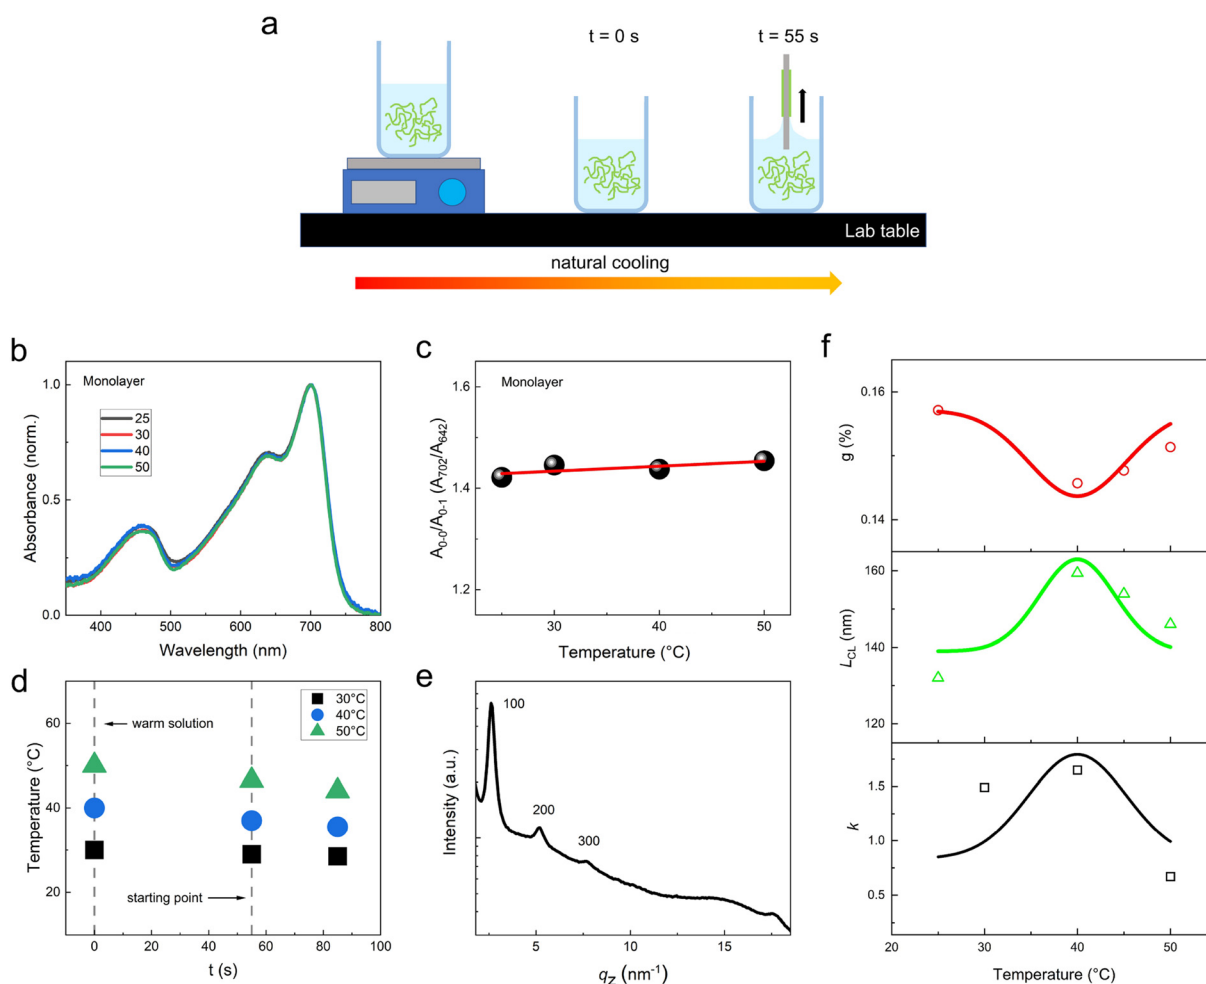 a
t = 0 s
t = 55 s
Lab table
natural cooling
b
Monolayer
25
30
40
50
1.0
0.5
0.0
400
500
600
700
800
Absorbance (norm.)
Wavelength (nm)
c
Monolayer
1.6
1.4
1.2
30
40
50
A0-0/A0-1 (A702/A642)
Temperature (°C)
d
30°C
40°C
50°C
warm solution
starting point
60
40
20
0
20
40
60
80
100
Temperature (°C)
t (s)
e
100
200
300
5
10
15
Intensity (a.u.)
qz (nm-1)
f
0.16
0.14
g (%)
160
140
120
LCL (nm)
1.5
1.0
0.5
k
20
30
40
50
Temperature (°C)